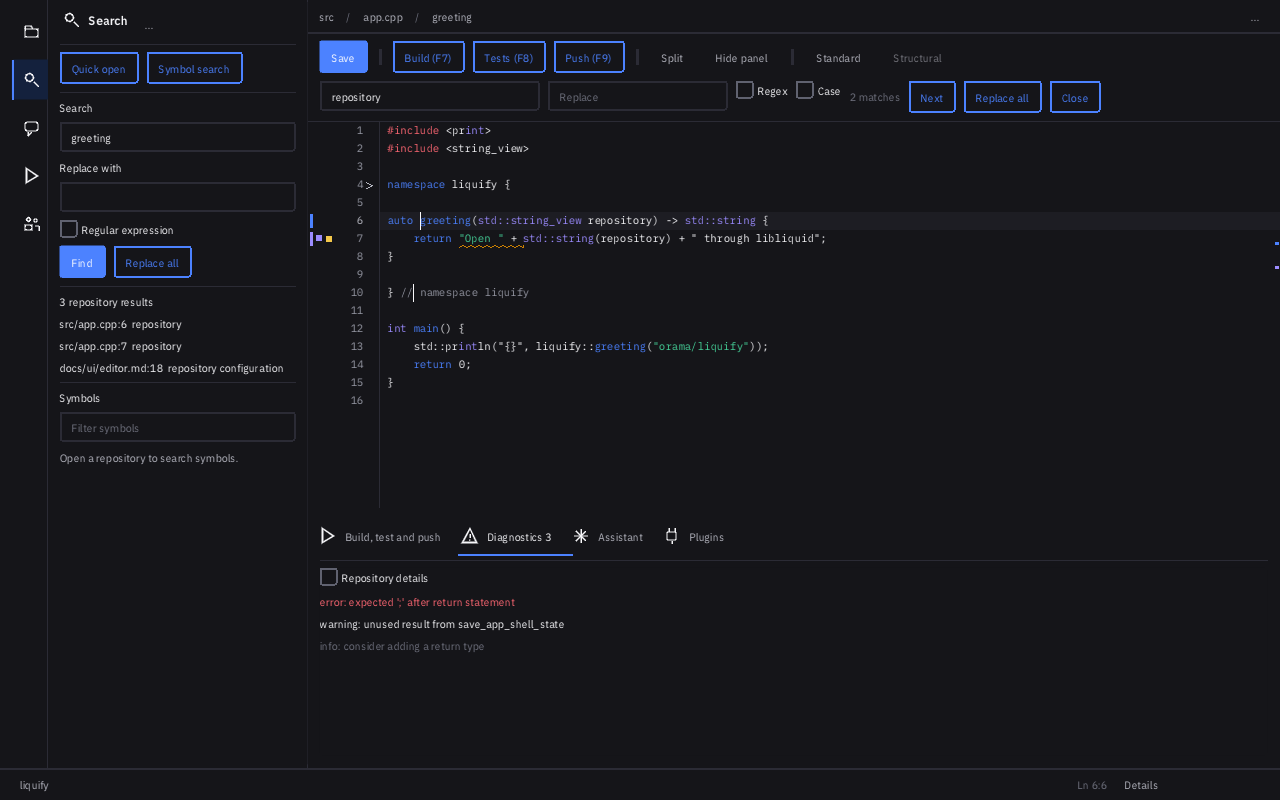 Search
...
Quick open
Symbol search
Search
greeting
Replace with
Regular expression
Find
Replace all
3 repository results
src/app.cpp:6 repository
src/app.cpp:7 repository
docs/ui/editor.md:18 repository configuration
Symbols
Filter symbols
Open a repository to search symbols.
src / app.cpp / greeting
...
Save
Build (F7)
Tests (F8)
Push (F9)
Split
Hide panel
Standard
Structural
repository
Replace
Regex
Case
2 matches
Next
Replace all
Close
1 #include <print>
2 #include <string_view>
3
4 > namespace liquify {
5
6 auto greeting(std::string_view repository) -> std::string {
7 return "Open " + std::string(repository) + " through libliquid";
8 }
9
10 } // namespace liquify
11
12 int main() {
13 std::println("{}", liquify::greeting("orama/liquify"));
14 return 0;
15 }
16
Build, test and push
Diagnostics 3
Assistant
Plugins
Repository details
error: expected ';' after return statement
warning: unused result from save_app_shell_state
info: consider adding a return type
liquify
Ln 6:6
Details